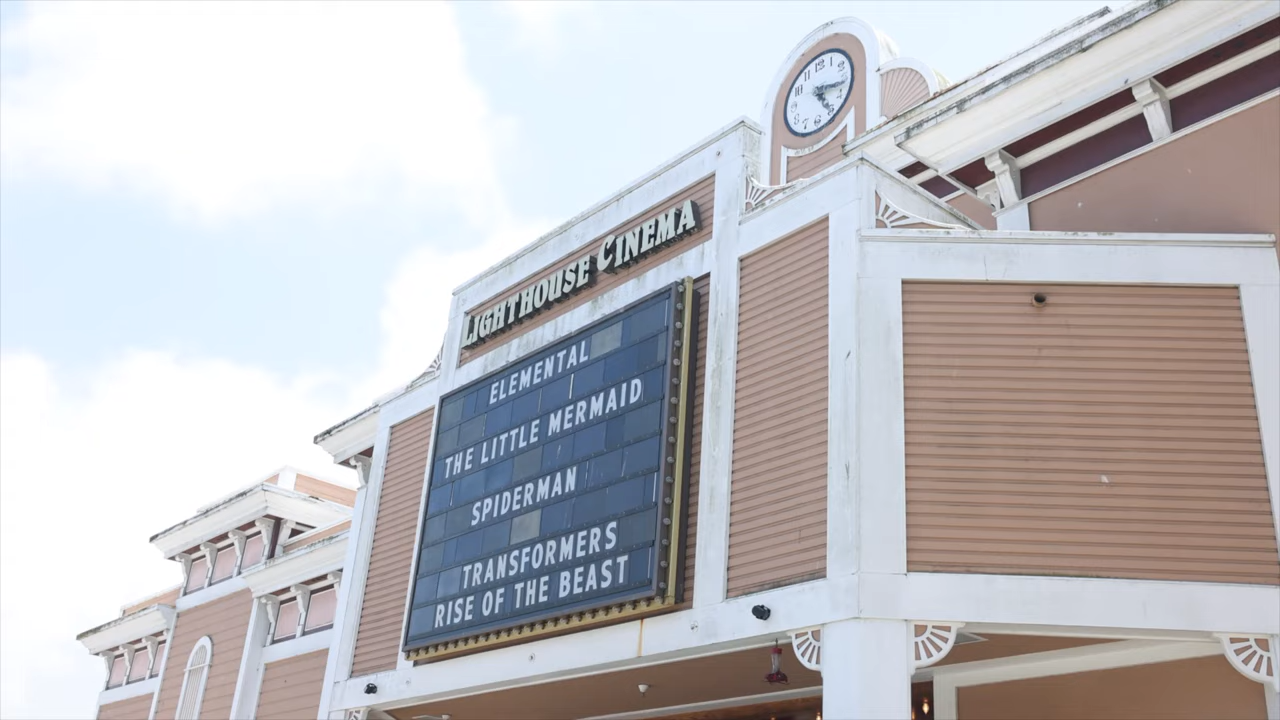 LIGHTHOUSE CINEMA
ELEMENTAL
THE LITTLE MERMAID
SPIDERMAN
TRANSFORMERS
RISE OF THE BEAST